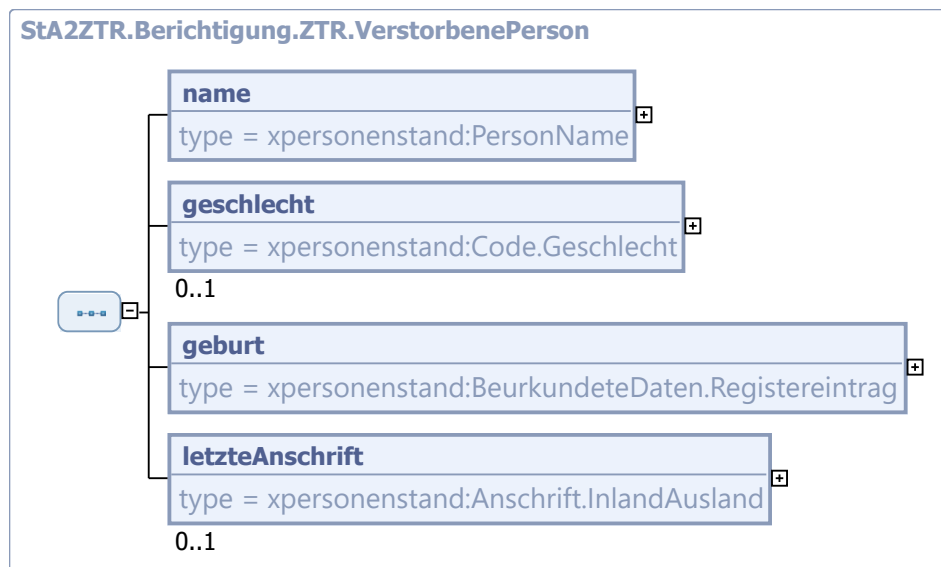 StA2ZTR.Berichtigung.ZTR.VerstorbenePerson
name
type = xpersonenstand:PersonName
geschlecht
type = xpersonenstand:Code.Geschlecht
0..1
geburt
type = xpersonenstand:BeurkundeteDaten.Registereintrag
letzteAnschrift
type = xpersonenstand:Anschrift.InlandAusland
0..1